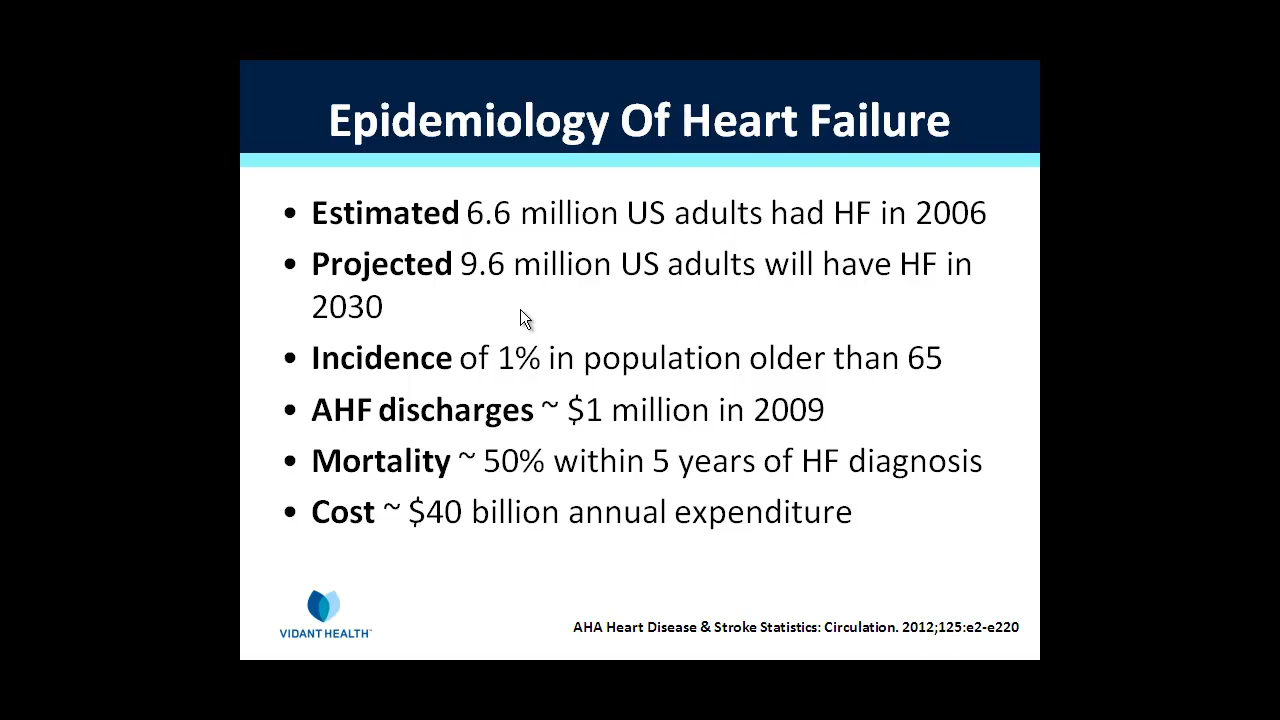 Epidemiology Of Heart Failure
• Estimated 6.6 million US adults had HF in 2006
• Projected 9.6 million US adults will have HF in
2030
• Incidence of 1% in population older than 65
• AHF discharges ~ $1 million in 2009
• Mortality ~ 50% within 5 years of HF diagnosis
• Cost ~ $40 billion annual expenditure
VIDANT HEALTH™
AHA Heart Disease & Stroke Statistics: Circulation. 2012;125:e2-e220